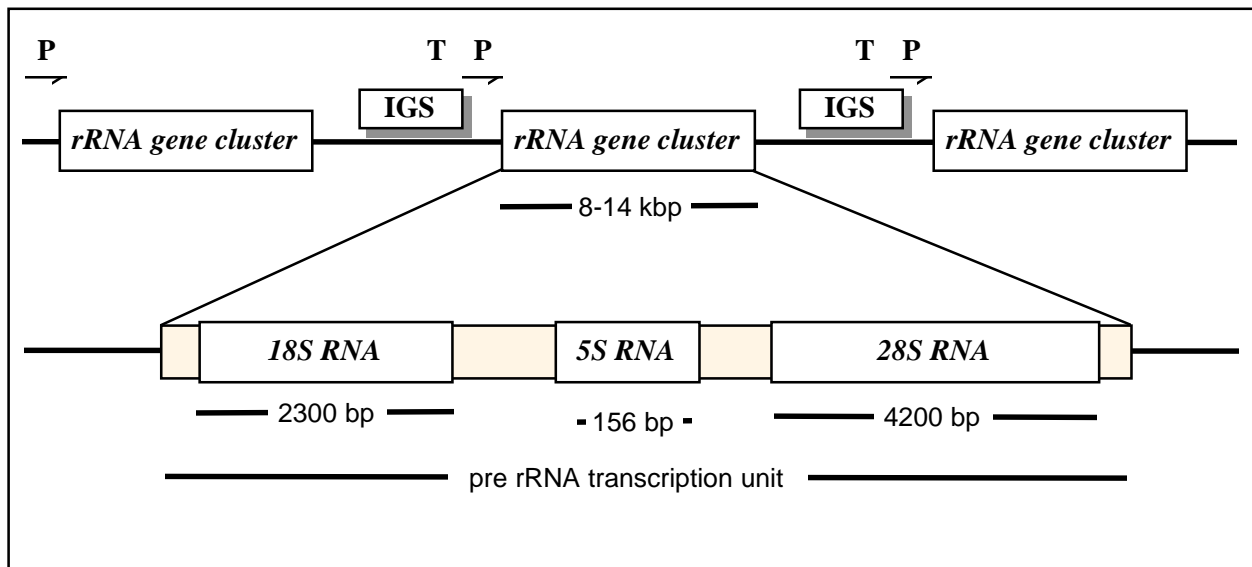 P T P T P
IGS IGS
rRNA gene cluster rRNA gene cluster rRNA gene cluster
8-14 kbp
18S RNA 5S RNA 28S RNA
2300 bp 156 bp 4200 bp
pre rRNA transcription unit